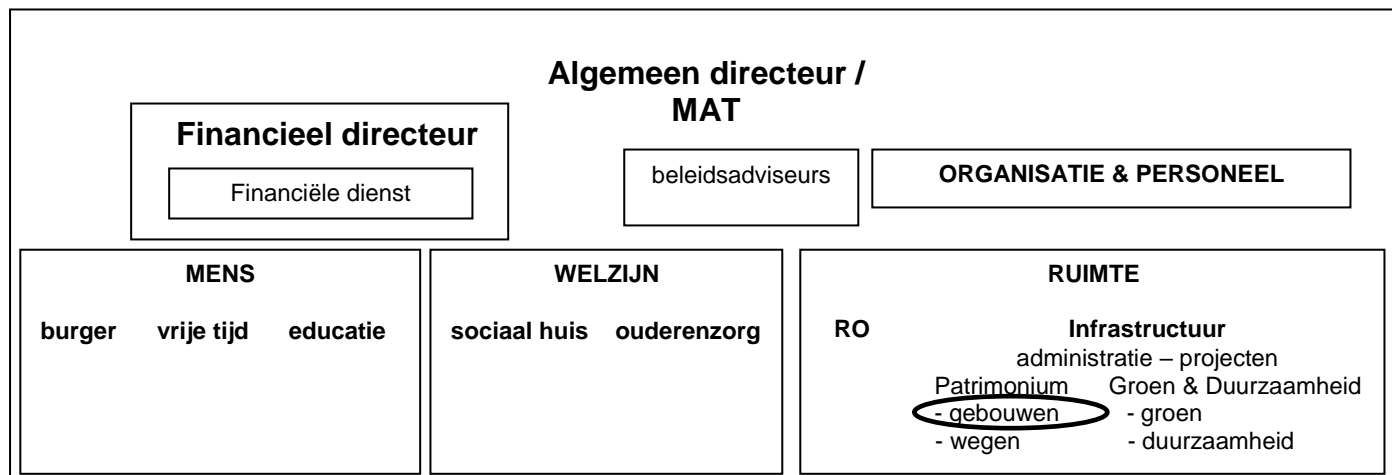 Algemeen directeur /
MAT
Financieel directeur
Financiële dienst
beleidsadviseurs
ORGANISATIE & PERSONEEL
MENS
burger vrije tijd educatie
WELZIJN
sociaal huis ouderenzorg
RUIMTE
RO Infrastructuur
administratie – projecten
Patrimonium Groen & Duurzaamheid
- gebouwen - groen
- wegen - duurzaamheid